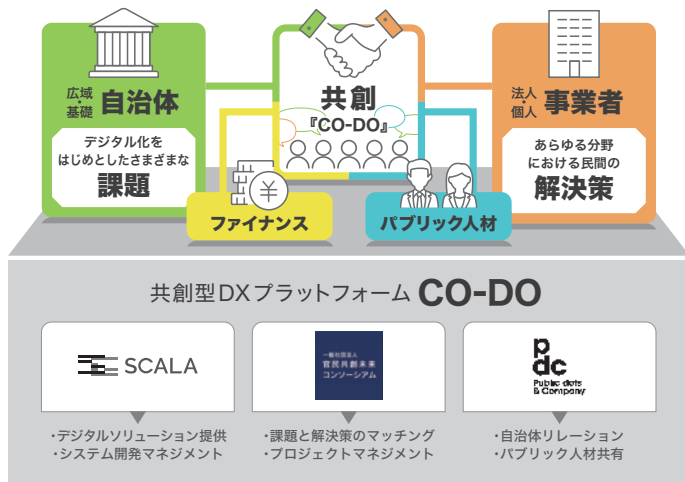 広域・基礎 自治体
デジタル化を
はじめとしたさまざまな
課題
共創
『CO-DO』
法人・個人 事業者
あらゆる分野
における民間の
解決策
¥
ファイナンス
パブリック人材
共創型DXプラットフォーム CO-DO
SCALA
・デジタルソリューション提供
・システム開発マネジメント
一般社団法人
官民共創未来
コンソーシアム
・課題と解決策のマッチング
・プロジェクトマネジメント
pdc
Public dots
& Company
・自治体リレーション
・パブリック人材共有